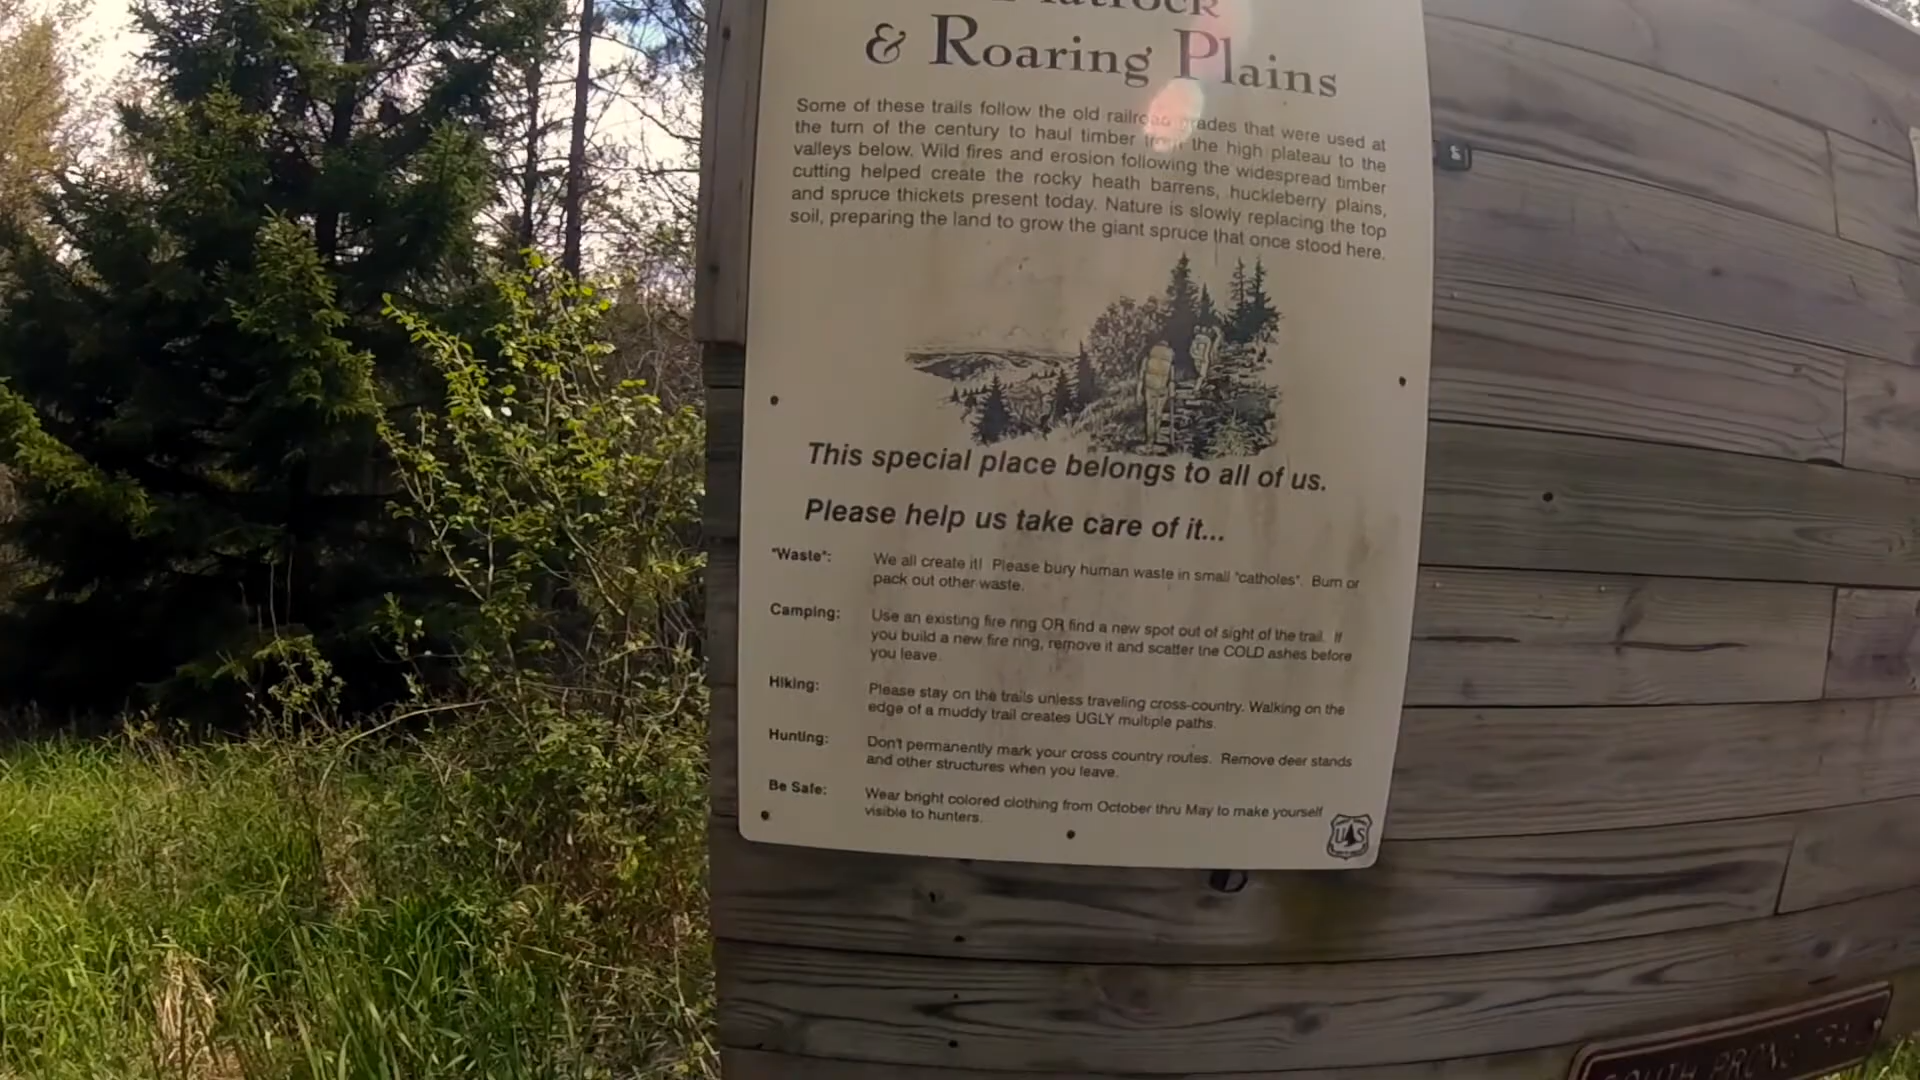 & Roaring Plains
Some of these trails follow the old railroad grades that were used at
the turn of the century to haul timber from the high plateau to the
valleys below. Wild fires and erosion following the widespread timber
cutting helped create the rocky heath barrens, huckleberry plains,
and spruce thickets present today. Nature is slowly replacing the top
soil, preparing the land to grow the giant spruce that once stood here.
This special place belongs to all of us.
Please help us take care of it...
"Waste": We all create it! Please bury human waste in small "catholes". Burn or
pack out other waste.
Camping: Use an existing fire ring OR find a new spot out of sight of the trail. If
you build a new fire ring, remove it and scatter the COLD ashes before
you leave.
Hiking: Please stay on the trails unless traveling cross-country. Walking on the
edge of a muddy trail creates UGLY multiple paths.
Hunting: Don't permanently mark your cross country routes. Remove deer stands
and other structures when you leave.
Be Safe: Wear bright colored clothing from October thru May to make yourself
visible to hunters.
U S
SOUTH PRONG TRAIL